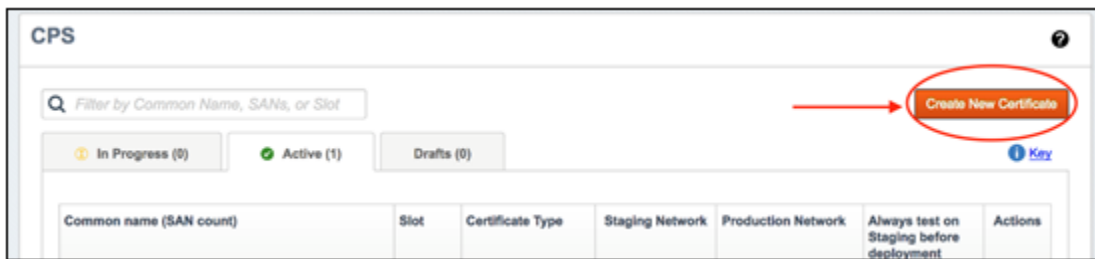 CPS
Filter by Common Name, SANs, or Slot
Create New Certificate
In Progress (0)
Active (1)
Drafts (0)
Key
Common name (SAN count)
Slot
Certificate Type
Staging Network
Production Network
Always test on
Staging before
deployment
Actions